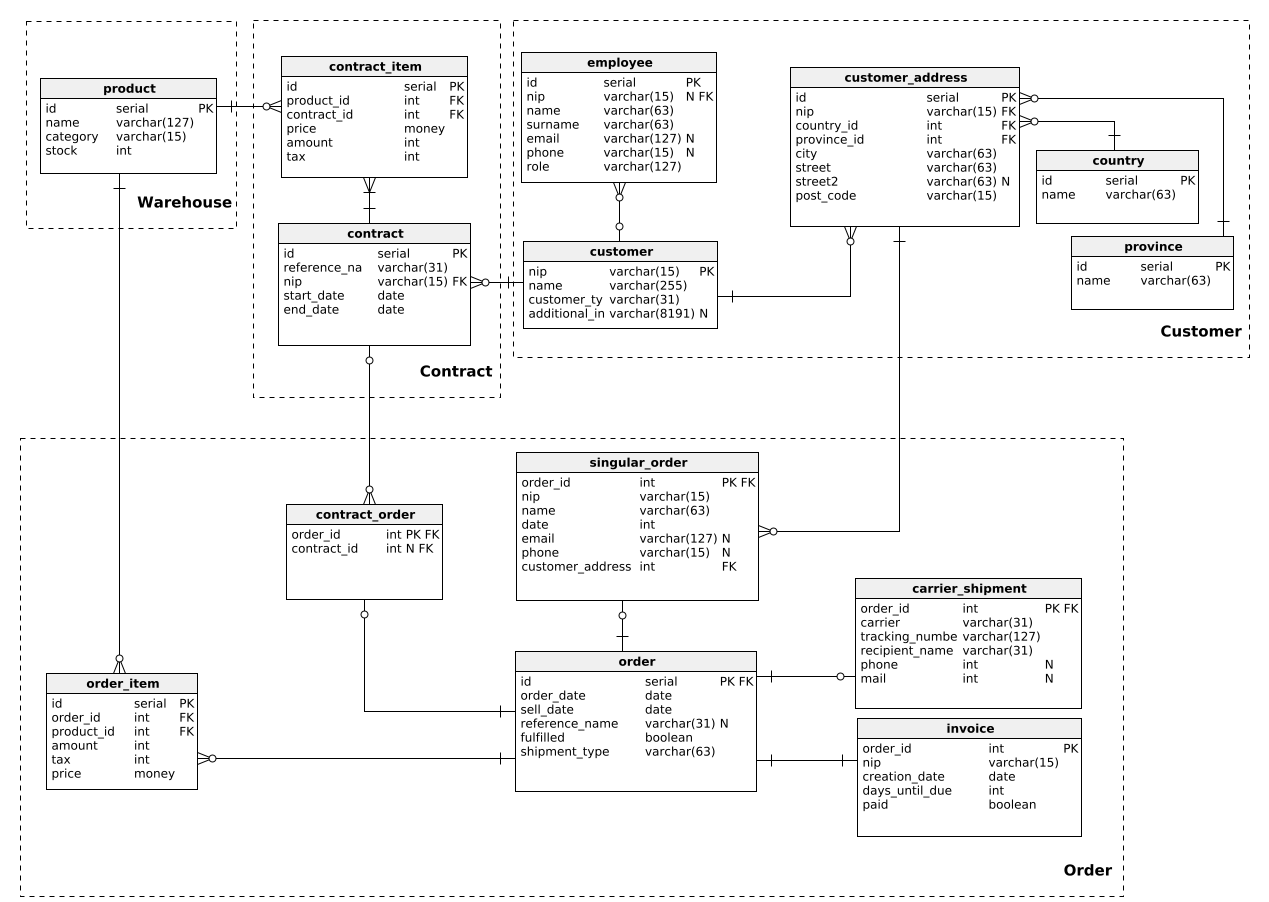 product
id serial PK
name varchar(127)
category varchar(15)
stock int
Warehouse
contract_item
id serial PK
product_id int FK
contract_id int FK
price money
amount int
tax int
contract
id serial PK
reference_na varchar(31)
nip varchar(15) FK
start_date date
end_date date
Contract
employee
id serial PK
nip varchar(15) N FK
name varchar(63)
surname varchar(63)
email varchar(127) N
phone varchar(15) N
role varchar(127)
customer
nip varchar(15) PK
name varchar(255)
customer_ty varchar(31)
additional_in varchar(8191) N
customer_address
id serial PK
nip varchar(15) FK
country_id int FK
province_id int FK
city varchar(63)
street varchar(63)
street2 varchar(63) N
post_code varchar(15)
country
id serial PK
name varchar(63)
province
id serial PK
name varchar(63)
Customer
contract_order
order_id int PK FK
contract_id int N FK
singular_order
order_id int PK FK
nip varchar(15)
name varchar(63)
date int
email varchar(127) N
phone varchar(15) N
customer_address int FK
carrier_shipment
order_id int PK FK
carrier varchar(31)
tracking_numbe varchar(127)
recipient_name varchar(31)
phone int N
mail int N
order_item
id serial PK
order_id int FK
product_id int FK
amount int
tax int
price money
order
id serial PK FK
order_date date
sell_date date
reference_name varchar(31) N
fulfilled boolean
shipment_type varchar(63)
invoice
order_id int PK
nip varchar(15)
creation_date date
days_until_due int
paid boolean
Order